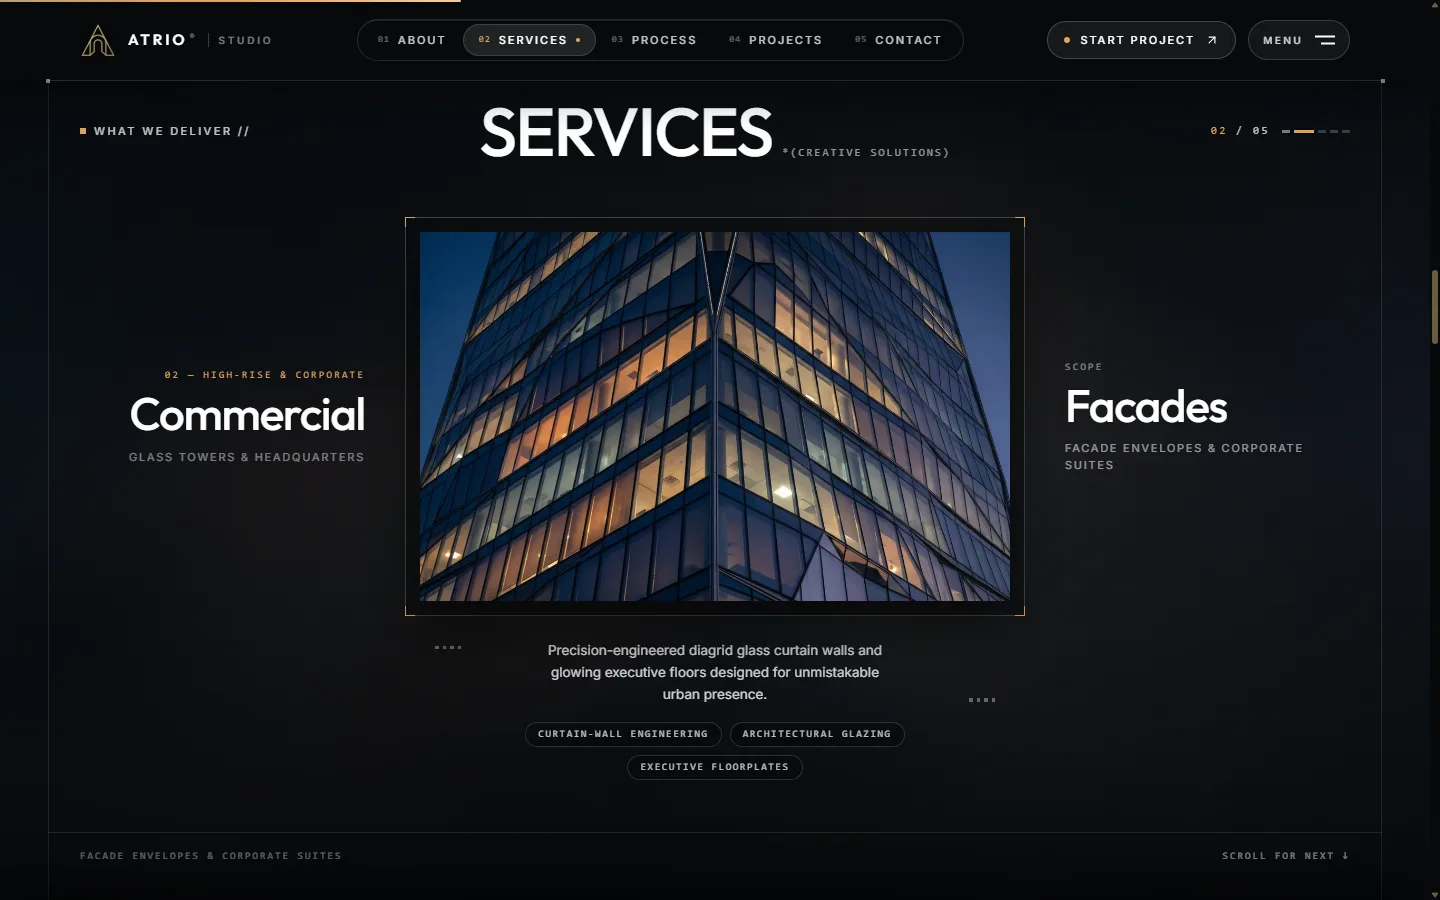 ATRIO® | STUDIO
01 ABOUT
02 SERVICES
03 PROCESS
04 PROJECTS
05 CONTACT
START PROJECT
MENU
WHAT WE DELIVER //
SERVICES *(CREATIVE SOLUTIONS)
02 / 05
02 — HIGH-RISE & CORPORATE
Commercial
GLASS TOWERS & HEADQUARTERS
SCOPE
Facades
FACADE ENVELOPES & CORPORATE
SUITES
Precision-engineered diagrid glass curtain walls and
glowing executive floors designed for unmistakable
urban presence.
CURTAIN-WALL ENGINEERING
ARCHITECTURAL GLAZING
EXECUTIVE FLOORPLATES
FACADE ENVELOPES & CORPORATE SUITES
SCROLL FOR NEXT ↓